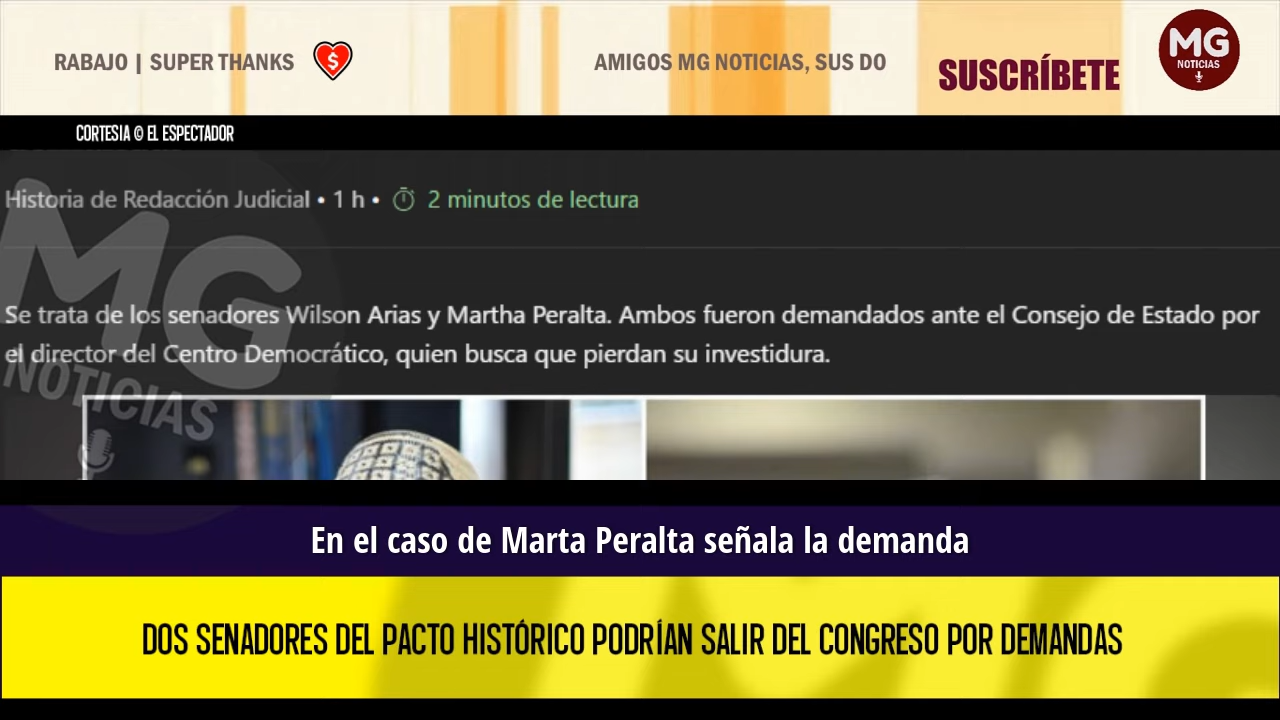 RABAJO | SUPER THANKS
AMIGOS MG NOTICIAS, SUS DO
SUSCRÍBETE
MG
NOTICIAS
CORTESIA © EL ESPECTADOR
Historia de Redacción Judicial • 1 h • 2 minutos de lectura
Se trata de los senadores Wilson Arias y Martha Peralta. Ambos fueron demandados ante el Consejo de Estado por
el director del Centro Democrático, quien busca que pierdan su investidura.
MG
NOTICIAS
En el caso de Marta Peralta señala la demanda
DOS SENADORES DEL PACTO HISTÓRICO PODRÍAN SALIR DEL CONGRESO POR DEMANDAS